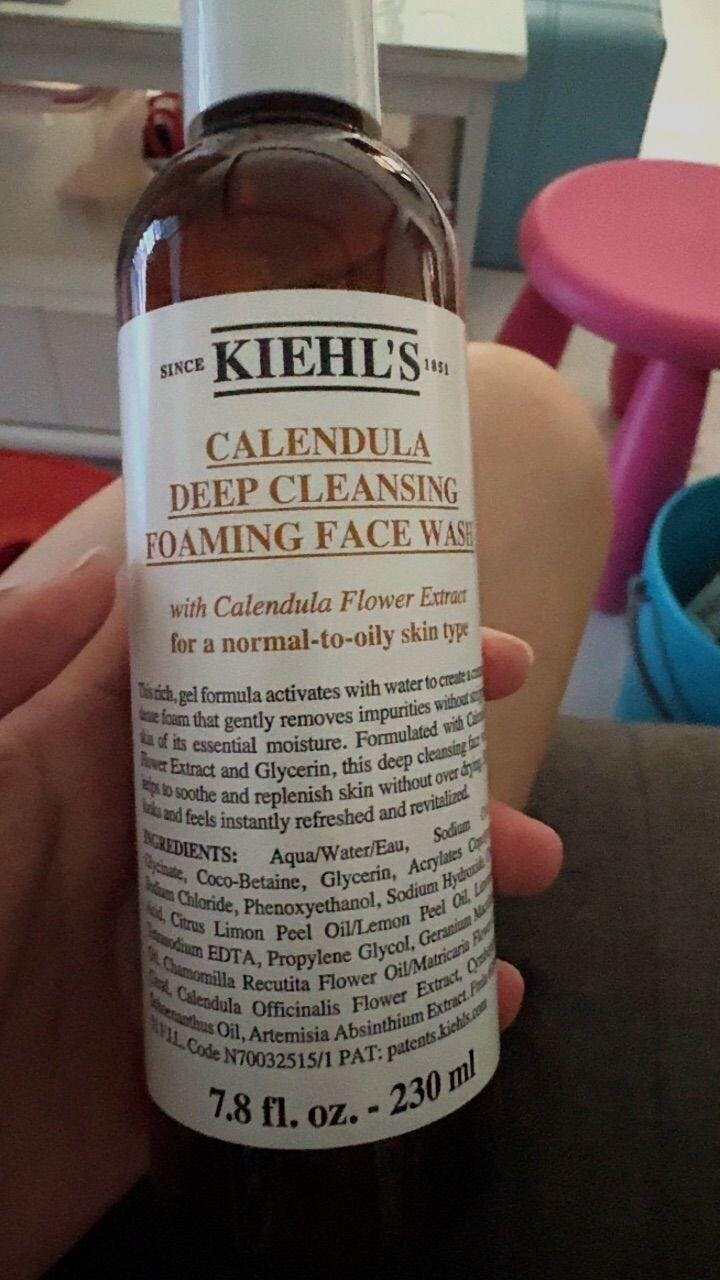 SINCE KIEHL'S 1851
CALENDULA
DEEP CLEANSING
FOAMING FACE WASH
with Calendula Flower Extract
for a normal-to-oily skin type
This rich, gel formula activates with water to create a
dense foam that gently removes impurities without
skin of its essential moisture. Formulated with
Flower Extract and Glycerin, this deep cleansing
helps to soothe and replenish skin without over drying.
looks and feels instantly refreshed and revitalized.
INGREDIENTS: Aqua/Water/Eau, Sodium
Glycinate, Coco-Betaine, Glycerin, Acrylates
Sodium Chloride, Phenoxyethanol, Sodium Hydroxide,
Acid, Citrus Limon Peel Oil/Lemon Peel Oil,
Tetrasodium EDTA, Propylene Glycol, Geranium
Oil, Chamomilla Recutita Flower Oil/Matricaria
Citral, Calendula Officinalis Flower Extract,
Schoenanthus Oil, Artemisia Absinthium Extract.
F.I.L. Code N70032515/1 PAT: patents.kiehls.com
7.8 fl. oz. - 230 ml